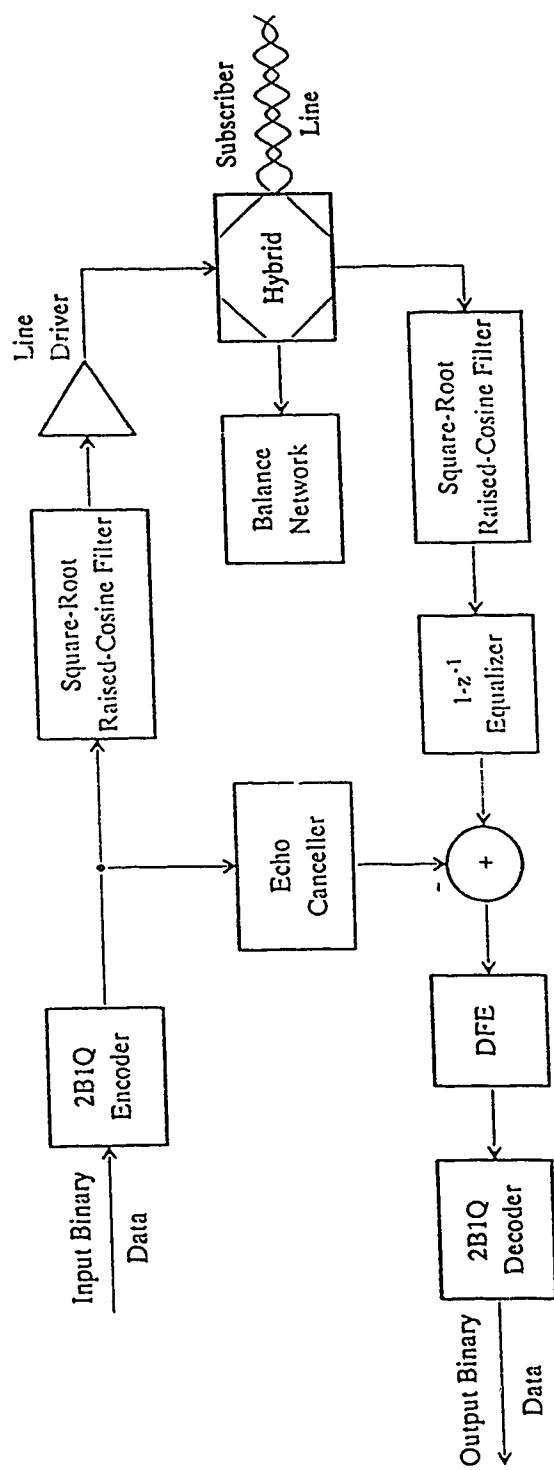 Input Binary
Data
2B1Q
Encoder
Square-Root
Raised-Cosine Filter
Line
Driver
Echo
Canceller
Balance
Network
Hybrid
Subscriber
Line
Output Binary
Data
2B1Q
Decoder
DFE
-
+
1-z⁻¹
Equalizer
Square-Root
Raised-Cosine Filter